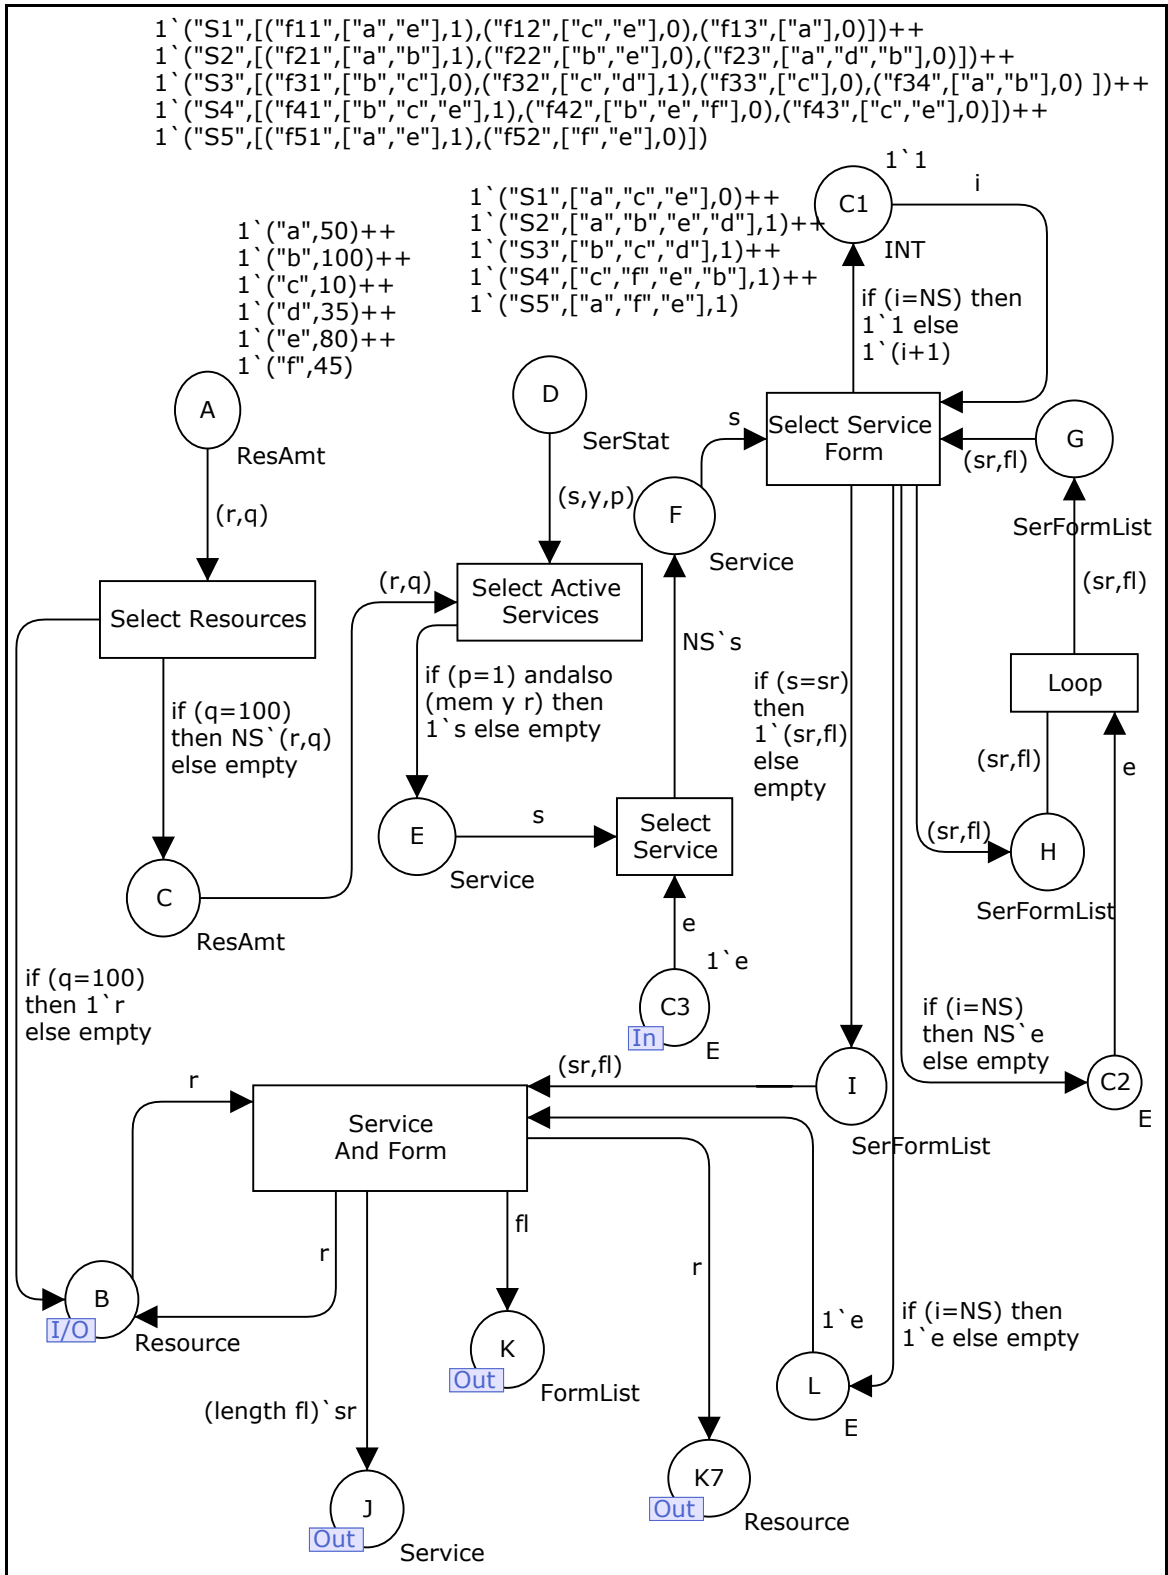 1`("S1",[("f11",["a","e"],1),("f12",["c","e"],0),("f13",["a"],0)])++
1`("S2",[("f21",["a","b"],1),("f22",["b","e"],0),("f23",["a","d","b"],0)])++
1`("S3",[("f31",["b","c"],0),("f32",["c","d"],1),("f33",["c"],0),("f34",["a","b"],0) ])++
1`("S4",[("f41",["b","c","e"],1),("f42",["b","e","f"],0),("f43",["c","e"],0)])++
1`("S5",[("f51",["a","e"],1),("f52",["f","e"],0)])
1`("a",50)++
1`("b",100)++
1`("c",10)++
1`("d",35)++
1`("e",80)++
1`("f",45)
A
ResAmt
(r,q)
1`("S1",["a","c","e"],0)++
1`("S2",["a","b","e","d"],1)++
1`("S3",["b","c","d"],1)++
1`("S4",["c","f","e","b"],1)++
1`("S5",["a","f","e"],1)
D
SerStat
(s,y,p)
1`1
C1
INT
i
if (i=NS) then
1`1 else
1`(i+1)
Select Service
Form
s
F
Service
G
(sr,fl)
SerFormList
(sr,fl)
Loop
(sr,fl)
e
Select Resources
(r,q)
Select Active
Services
NS`s
if (q=100)
then NS`(r,q)
else empty
if (p=1) andalso
(mem y r) then
1`s else empty
if (s=sr)
then
1`(sr,fl)
else
empty
C
ResAmt
E
Service
s
Select
Service
e
1`e
C3
In
E
(sr,fl)
H
SerFormList
if (q=100)
then 1`r
else empty
if (i=NS)
then NS`e
else empty
C2
E
r
Service
And Form
(sr,fl)
I
SerFormList
B
I/O
Resource
r
fl
K
Out
FormList
r
1`e
L
E
if (i=NS) then
1`e else empty
(length fl)`sr
J
Out
Service
K7
Out
Resource